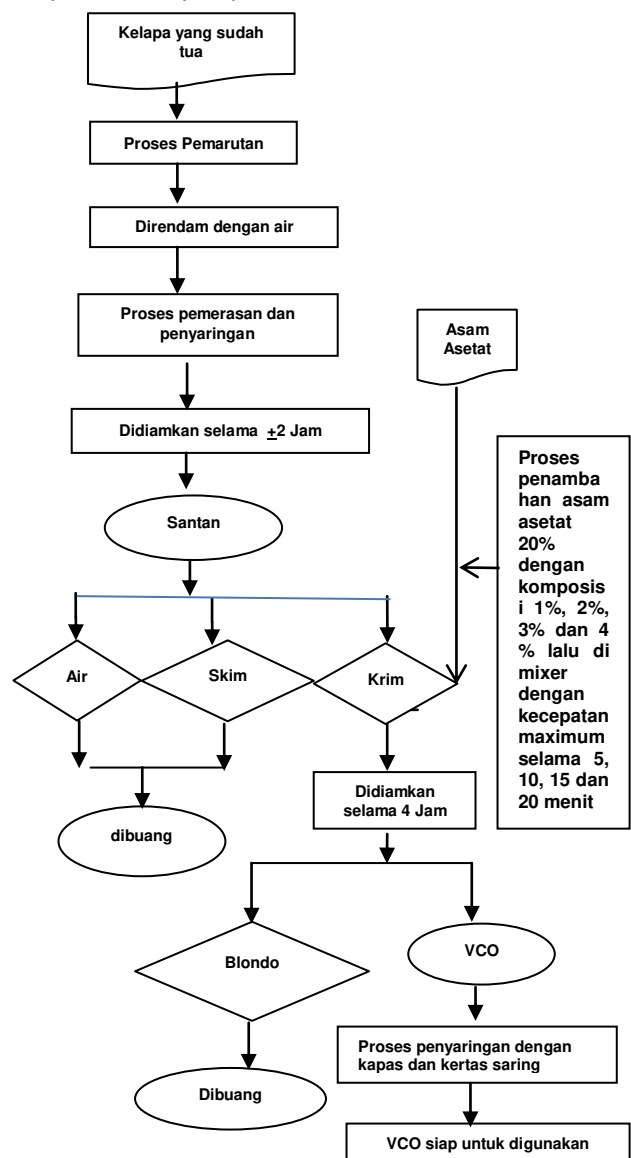 Kelapa yang sudah
tua
Proses Pemarutan
Direndam dengan air
Proses pemerasan dan
penyaringan
Asam
Asetat
Didiamkan selama +2 Jam
Santan
Proses
penamba
han asam
asetat
20%
dengan
komposis
i 1%, 2%,
3% dan 4
% lalu di
mixer
dengan
kecepatan
maximum
selama 5,
10, 15 dan
20 menit
Air
Skim
Krim
dibuang
Didiamkan
selama 4 Jam
Blondo
VCO
Dibuang
Proses penyaringan dengan
kapas dan kertas saring
VCO siap untuk digunakan